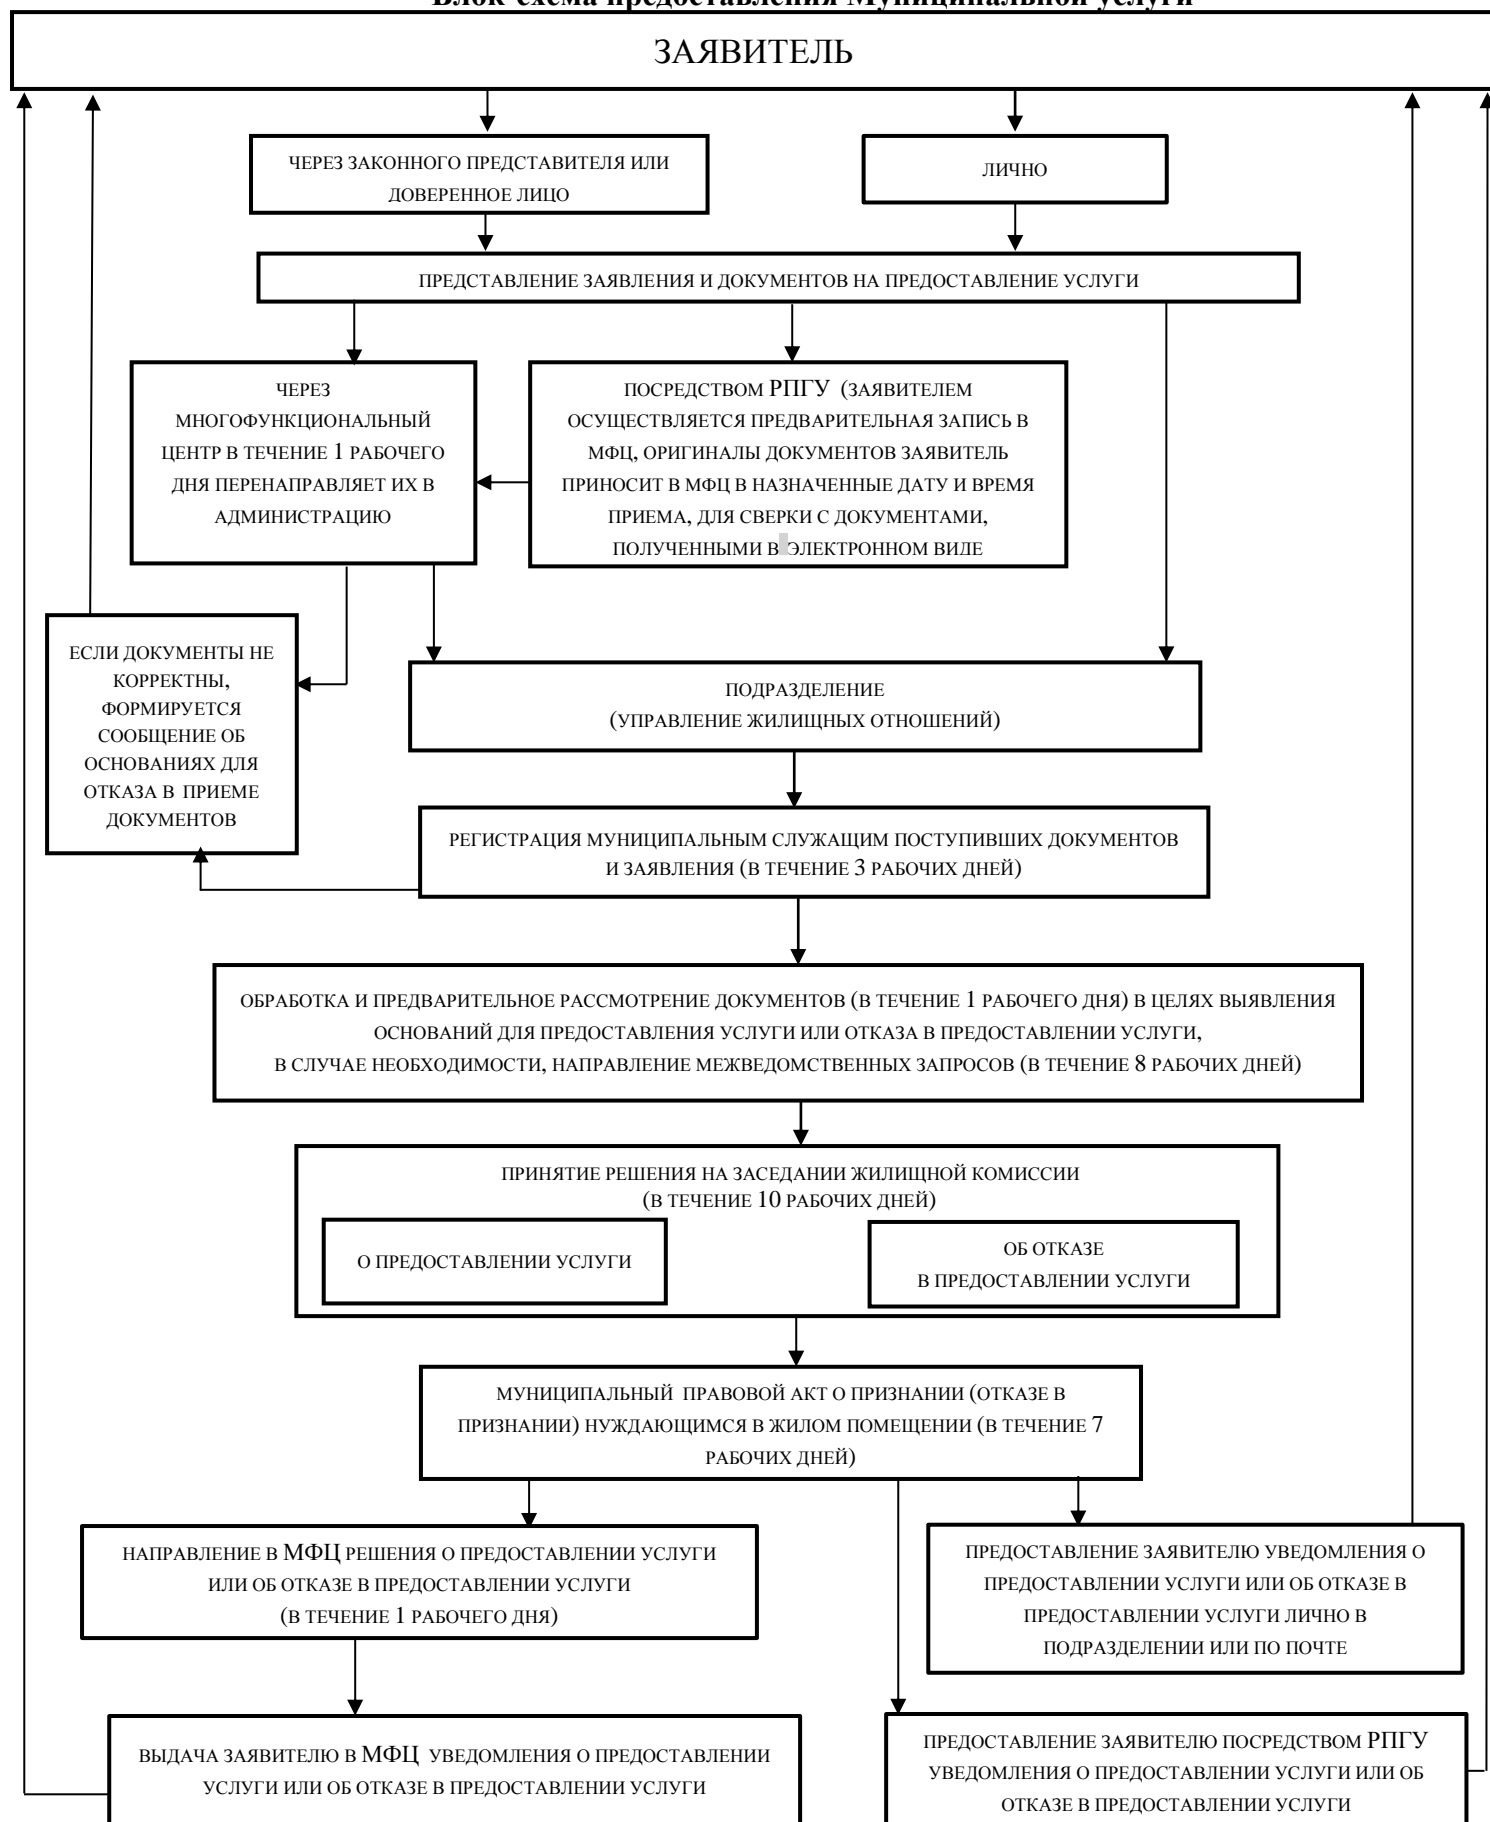 Блок-схема предоставления Муниципальной услуги
ЗАЯВИТЕЛЬ
ЧЕРЕЗ ЗАКОННОГО ПРЕДСТАВИТЕЛЯ ИЛИ
ДОВЕРЕННОЕ ЛИЦО
ЛИЧНО
ПРЕДСТАВЛЕНИЕ ЗАЯВЛЕНИЯ И ДОКУМЕНТОВ НА ПРЕДОСТАВЛЕНИЕ УСЛУГИ
ЧЕРЕЗ
МНОГОФУНКЦИОНАЛЬНЫЙ
ЦЕНТР В ТЕЧЕНИЕ 1 РАБОЧЕГО
ДНЯ ПЕРЕНАПРАВЛЯЕТ ИХ В
АДМИНИСТРАЦИЮ
ПОСРЕДСТВОМ РПГУ (ЗАЯВИТЕЛЕМ
ОСУЩЕСТВЛЯЕТСЯ ПРЕДВАРИТЕЛЬНАЯ ЗАПИСЬ В
МФЦ, ОРИГИНАЛЫ ДОКУМЕНТОВ ЗАЯВИТЕЛЬ
ПРИНОСИТ В МФЦ В НАЗНАЧЕННЫЕ ДАТУ И ВРЕМЯ
ПРИЕМА, ДЛЯ СВЕРКИ С ДОКУМЕНТАМИ,
ПОЛУЧЕННЫМИ В ЭЛЕКТРОННОМ ВИДЕ
ЕСЛИ ДОКУМЕНТЫ НЕ
КОРРЕКТНЫ,
ФОРМИРУЕТСЯ
СООБЩЕНИЕ ОБ
ОСНОВАНИЯХ ДЛЯ
ОТКАЗА В ПРИЕМЕ
ДОКУМЕНТОВ
ПОДРАЗДЕЛЕНИЕ
(УПРАВЛЕНИЕ ЖИЛИЩНЫХ ОТНОШЕНИЙ)
РЕГИСТРАЦИЯ МУНИЦИПАЛЬНЫМ СЛУЖАЩИМ ПОСТУПИВШИХ ДОКУМЕНТОВ
И ЗАЯВЛЕНИЯ (В ТЕЧЕНИЕ 3 РАБОЧИХ ДНЕЙ)
ОБРАБОТКА И ПРЕДВАРИТЕЛЬНОЕ РАССМОТРЕНИЕ ДОКУМЕНТОВ (В ТЕЧЕНИЕ 1 РАБОЧЕГО ДНЯ) В ЦЕЛЯХ ВЫЯВЛЕНИЯ
ОСНОВАНИЙ ДЛЯ ПРЕДОСТАВЛЕНИЯ УСЛУГИ ИЛИ ОТКАЗА В ПРЕДОСТАВЛЕНИИ УСЛУГИ,
В СЛУЧАЕ НЕОБХОДИМОСТИ, НАПРАВЛЕНИЕ МЕЖВЕДОМСТВЕННЫХ ЗАПРОСОВ (В ТЕЧЕНИЕ 8 РАБОЧИХ ДНЕЙ)
ПРИНЯТИЕ РЕШЕНИЯ НА ЗАСЕДАНИИ ЖИЛИЩНОЙ КОМИССИИ
(В ТЕЧЕНИЕ 10 РАБОЧИХ ДНЕЙ)
О ПРЕДОСТАВЛЕНИИ УСЛУГИ
ОБ ОТКАЗЕ
В ПРЕДОСТАВЛЕНИИ УСЛУГИ
МУНИЦИПАЛЬНЫЙ ПРАВОВОЙ АКТ О ПРИЗНАНИИ (ОТКАЗЕ В
ПРИЗНАНИИ) НУЖДАЮЩИМСЯ В ЖИЛОМ ПОМЕЩЕНИИ (В ТЕЧЕНИЕ 7
РАБОЧИХ ДНЕЙ)
НАПРАВЛЕНИЕ В МФЦ РЕШЕНИЯ О ПРЕДОСТАВЛЕНИИ УСЛУГИ
ИЛИ ОБ ОТКАЗЕ В ПРЕДОСТАВЛЕНИИ УСЛУГИ
(В ТЕЧЕНИЕ 1 РАБОЧЕГО ДНЯ)
ПРЕДОСТАВЛЕНИЕ ЗАЯВИТЕЛЮ УВЕДОМЛЕНИЯ О
ПРЕДОСТАВЛЕНИИ УСЛУГИ ИЛИ ОБ ОТКАЗЕ В
ПРЕДОСТАВЛЕНИИ УСЛУГИ ЛИЧНО В
ПОДРАЗДЕЛЕНИИ ИЛИ ПО ПОЧТЕ
ВЫДАЧА ЗАЯВИТЕЛЮ В МФЦ УВЕДОМЛЕНИЯ О ПРЕДОСТАВЛЕНИИ
УСЛУГИ ИЛИ ОБ ОТКАЗЕ В ПРЕДОСТАВЛЕНИИ УСЛУГИ
ПРЕДОСТАВЛЕНИЕ ЗАЯВИТЕЛЮ ПОСРЕДСТВОМ РПГУ
УВЕДОМЛЕНИЯ О ПРЕДОСТАВЛЕНИИ УСЛУГИ ИЛИ ОБ
ОТКАЗЕ В ПРЕДОСТАВЛЕНИИ УСЛУГИ